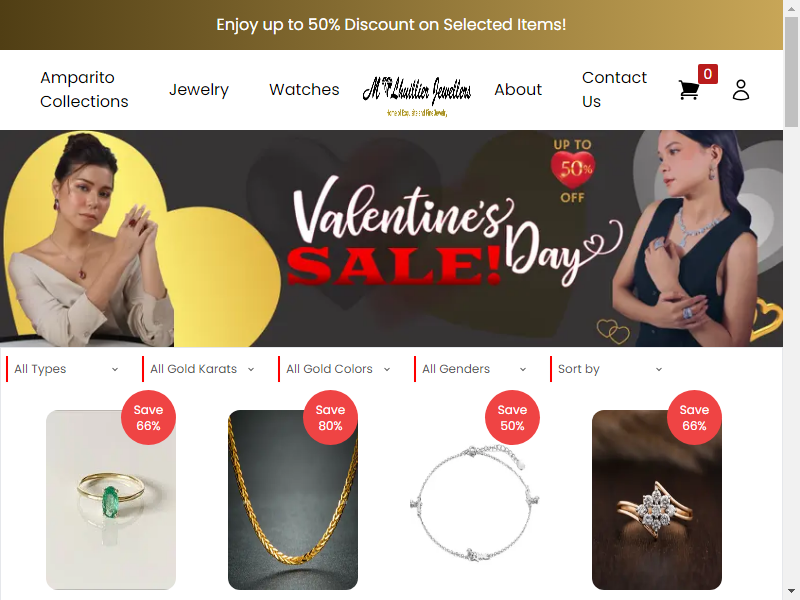 Enjoy up to 50% Discount on Selected Items!
Amparito Collections
Jewelry
Watches
M Lhuillier Jewellers
About
Contact Us
0
UP TO
50%
OFF
Valentine's
Day
SALE!
All Types
All Gold Karats
All Gold Colors
All Genders
Sort by
Save
66%
Save
80%
Save
50%
Save
66%